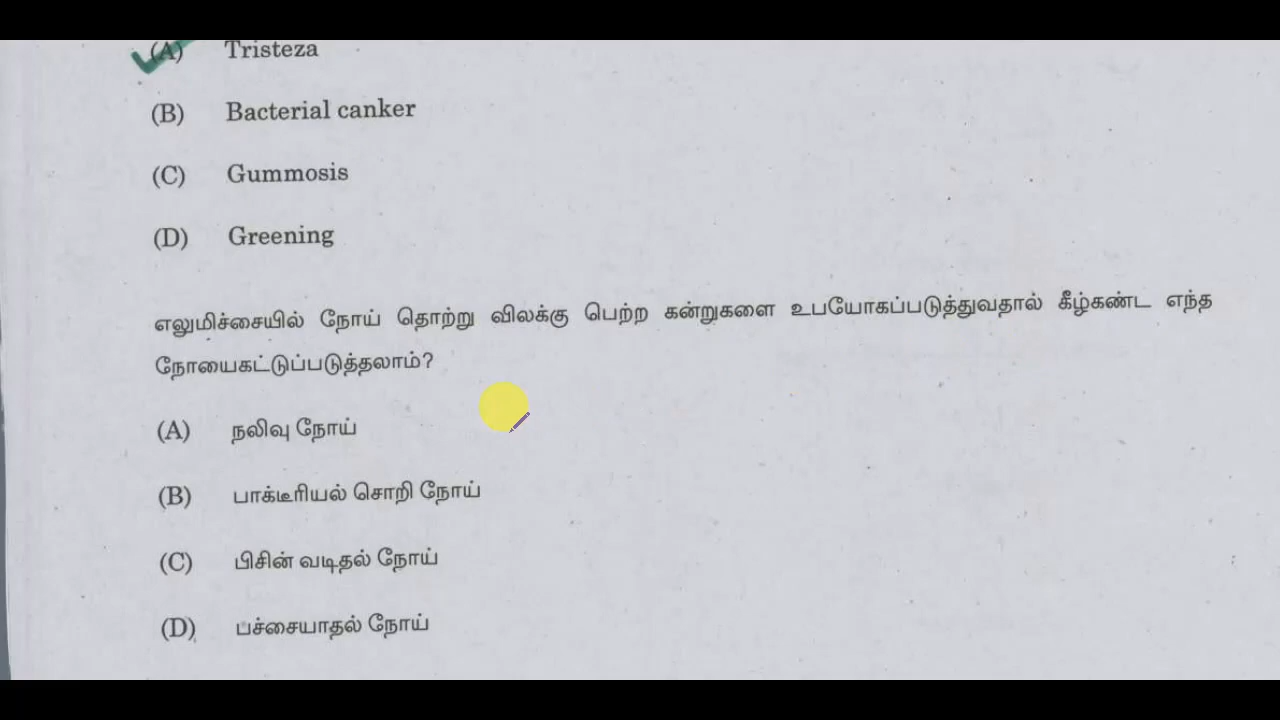 (A) Tristeza
(B) Bacterial canker
(C) Gummosis
(D) Greening
எலுமிச்சையில் நோய் தொற்று விலக்கு பெற்ற கன்றுகளை உபயோகப்படுத்துவதால் கீழ்கண்ட எந்த
நோயைகட்டுப்படுத்தலாம்?
(A) நலிவு நோய்
(B) பாக்டீரியல் சொறி நோய்
(C) பிசின் வடிதல் நோய்
(D) பச்சையாதல் நோய்